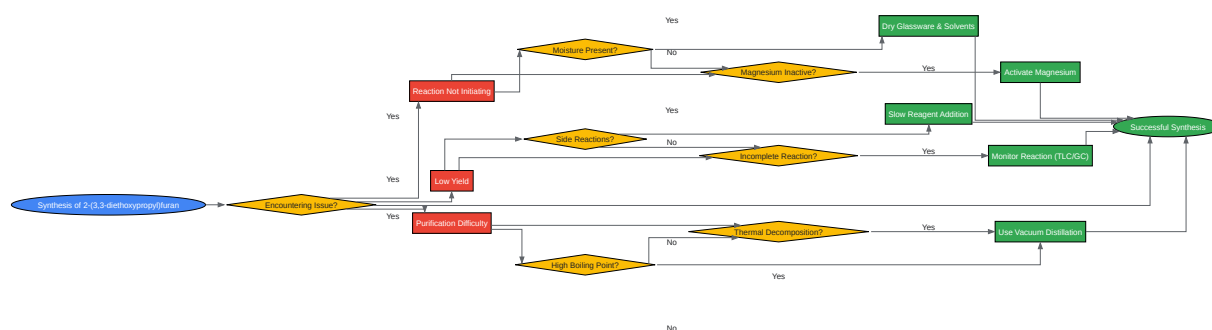 Yes
Dry Glassware & Solvents
Moisture Present?
No
Magnesium Inactive?
Yes
Activate Magnesium
Reaction Not Initiating
Yes
Yes
Slow Reagent Addition
Successful Synthesis
Side Reactions?
No
Incomplete Reaction?
Yes
Monitor Reaction (TLC/GC)
Yes
Low Yield
Synthesis of 2-(3,3-diethoxypropyl)furan
Encountering Issue?
Yes
Purification Difficulty
Thermal Decomposition?
Yes
Use Vacuum Distillation
No
High Boiling Point?
Yes
No